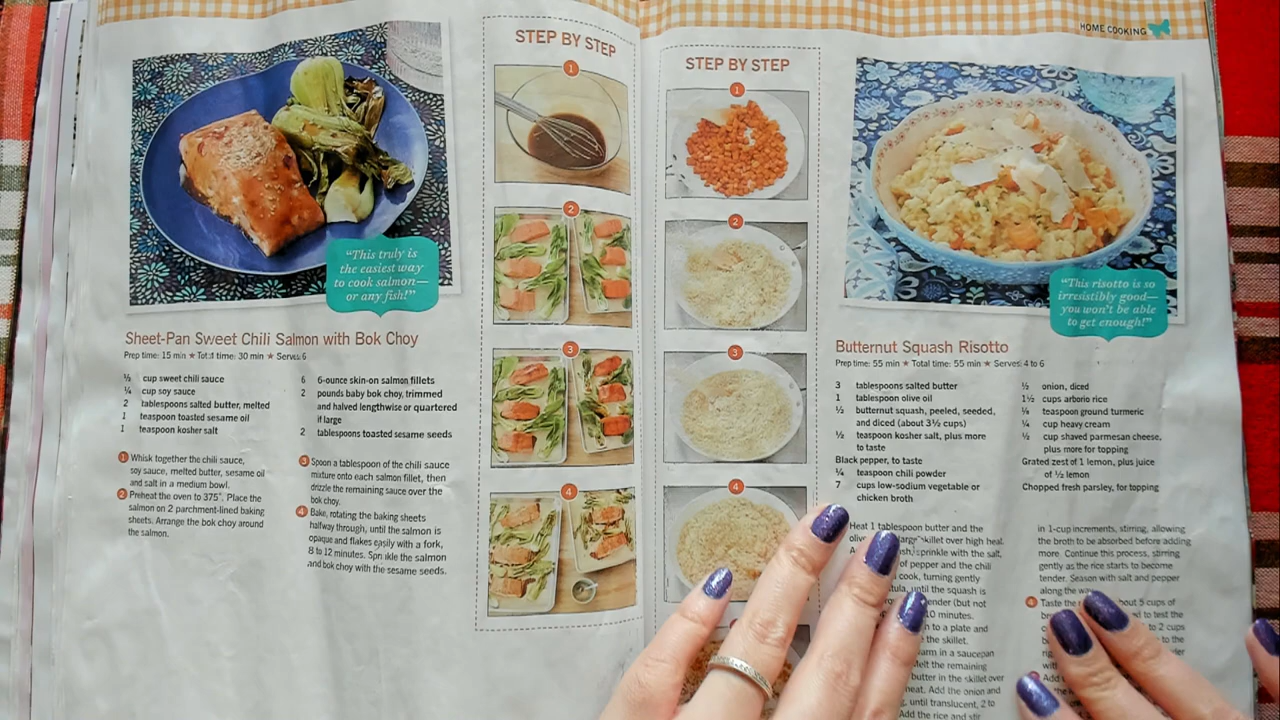 HOME COOKING
"This truly is
the easiest way
to cook salmon—
or any fish!"
Sheet-Pan Sweet Chili Salmon with Bok Choy
Prep time: 15 min ★ Total time: 30 min ★ Serves: 6
½ cup sweet chili sauce
¼ cup soy sauce
2 tablespoons salted butter, melted
1 teaspoon toasted sesame oil
1 teaspoon kosher salt
6 6-ounce skin-on salmon fillets
2 pounds baby bok choy, trimmed
and halved lengthwise or quartered
if large
2 tablespoons toasted sesame seeds
1 Whisk together the chili sauce,
soy sauce, melted butter, sesame oil
and salt in a medium bowl.
2 Preheat the oven to 375°. Place the
salmon on 2 parchment-lined baking
sheets. Arrange the bok choy around
the salmon.
3 Spoon a tablespoon of the chili sauce
mixture onto each salmon fillet, then
drizzle the remaining sauce over the
bok choy.
4 Bake, rotating the baking sheets
halfway through, until the salmon is
opaque and flakes easily with a fork,
8 to 12 minutes. Sprinkle the salmon
and bok choy with the sesame seeds.
STEP BY STEP
1
2
3
4
STEP BY STEP
1
2
3
4
"This risotto is so
irresistibly good—
you won't be able
to get enough!"
Butternut Squash Risotto
Prep time: 55 min ★ Total time: 55 min ★ Serves: 4 to 6
3 tablespoons salted butter
1 tablespoon olive oil
½ butternut squash, peeled, seeded,
and diced (about 3½ cups)
½ teaspoon kosher salt, plus more
to taste
Black pepper, to taste
¼ teaspoon chili powder
7 cups low-sodium vegetable or
chicken broth
½ onion, diced
1½ cups arborio rice
⅛ teaspoon ground turmeric
¼ cup heavy cream
½ cup shaved parmesan cheese,
plus more for topping
Grated zest of 1 lemon, plus juice
of ½ lemon
Chopped fresh parsley, for topping
Heat 1 tablespoon butter and the
large skillet over high heal.
sprinkle with the salt,
of pepper and the chili
cook, turning gently
until the squash is
ender (but not
10 minutes.
to a plate and
the skillet.
arm in a saucepan
Melt the remaining
butter in the skillet over
heat. Add the onion and
until translucent, 2 to
Add the rice and stir
in 1-cup increments, stirring, allowing
the broth to be absorbed before adding
more. Continue this process, stirring
gently as the rice starts to become
tender. Season with salt and pepper
along the
4 Taste the bout 5 cups of
to test the
to 2 cups
to the
Add